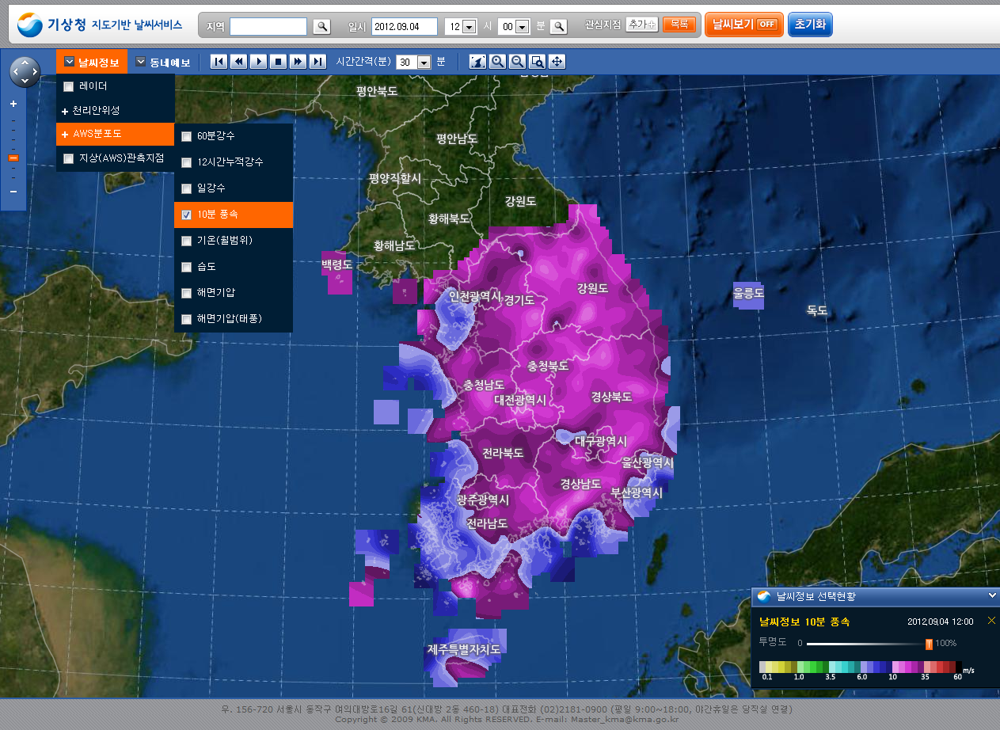 기상청 지도기반 날씨서비스
지역
일시 2012.09.04 12 시 00 분
관심지점 추가 목록
날씨보기 OFF
초기화
날씨정보
동네예보
시간간격(분) 30 분
레이더
+ 천리안위성
+ AWS분포도
지상(AWS)관측지점
60분강수
12시간누적강수
일강수
10분 풍속
기온(월범위)
습도
해면기압
해면기압(태풍)
평안북도
평안남도
평양직할시
강원도
황해북도
황해남도
백령도
인천광역시
경기도
강원도
울릉도
독도
충청북도
충청남도
대전광역시
경상북도
대구광역시
전라북도
울산광역시
경상남도
부산광역시
광준광역시
전라남도
제주특별자치도
날씨정보 선택현황
날씨정보 10분 풍속 2012.09.04 12:00
투명도 0 100%
0.1 1.0 3.5 6.0 10 35 60 m/s
우. 156-720 서울시 동작구 여의대방로16길 61(신대방 2동 460-18) 대표전화 (02)2181-0900 (평일 9:00~18:00, 야간휴일은 당직실 연결)
Copyright © 2009 KMA. All Rights RESERVED. E-mail: Master_kma@kma.go.kr